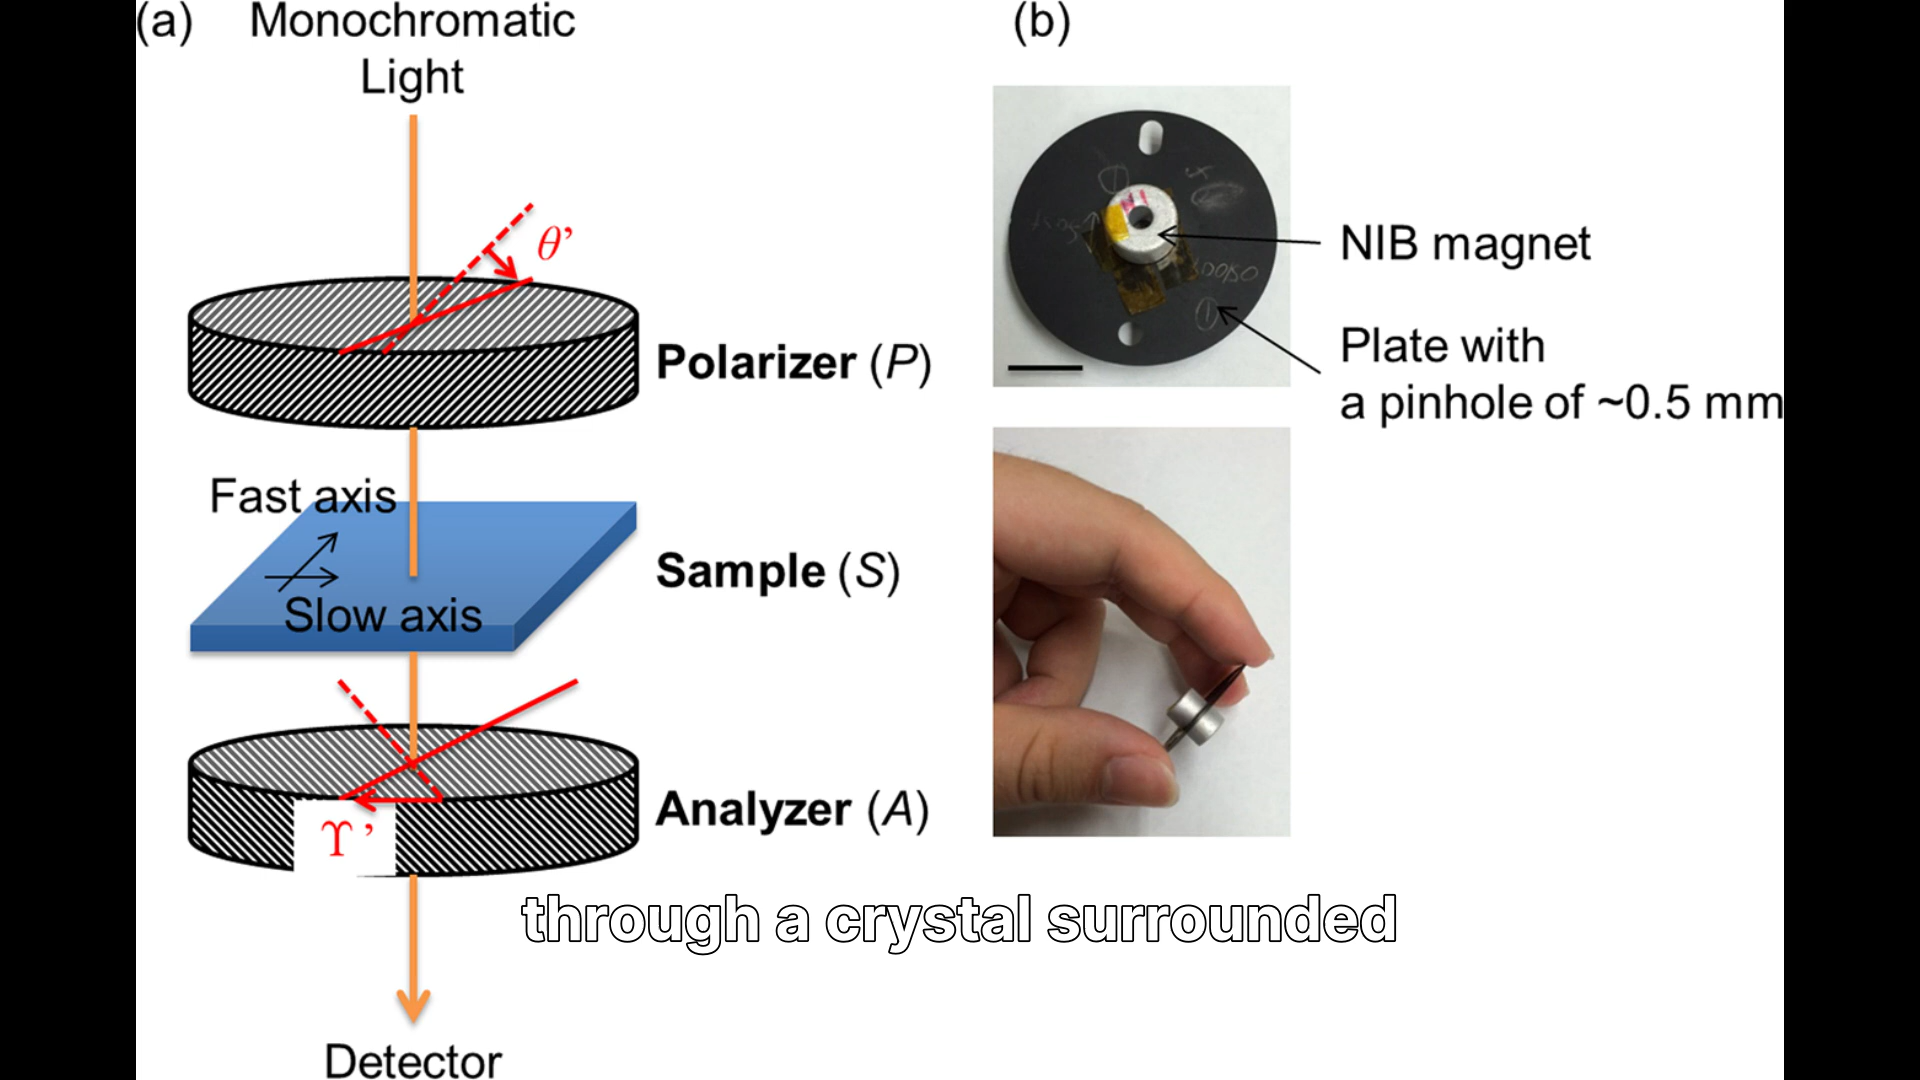 (a)
Monochromatic
Light
θ’
Polarizer (P)
Fast axis
Slow axis
Sample (S)
Analyzer (A)
ϒ’
Detector
(b)
NIB magnet
Plate with
a pinhole of ~0.5 mm
through a crystal surrounded